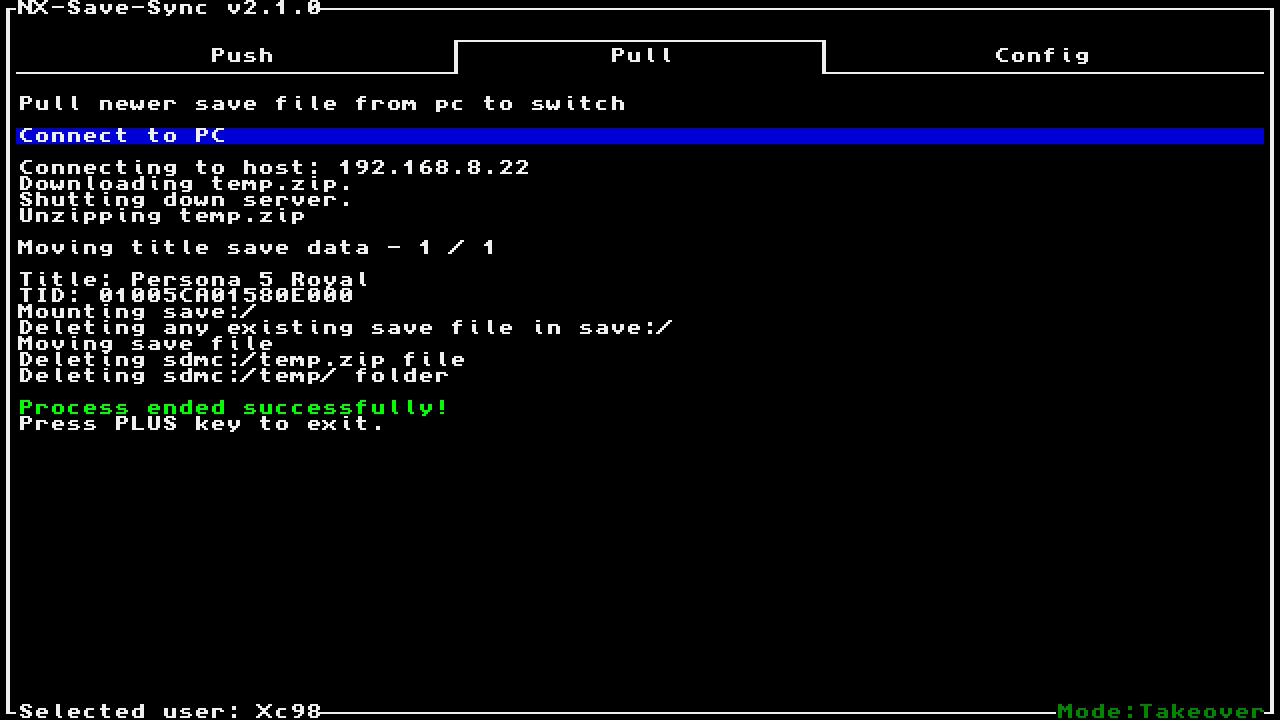 NX-Save-Sync v2.1.0
Push Pull Config
Pull newer save file from pc to switch
Connect to PC
Connecting to host: 192.168.8.22
Downloading temp.zip.
Shutting down server.
Unzipping temp.zip
Moving title save data - 1 / 1
Title: Persona 5 Royal
TID: 01005CA01580E000
Mounting save:/
Deleting any existing save file in save:/
Moving save file
Deleting sdmc:/temp.zip file
Deleting sdmc:/temp/ folder
Process ended successfully!
Press PLUS key to exit.
Selected user: Xc98
Mode:Takeover